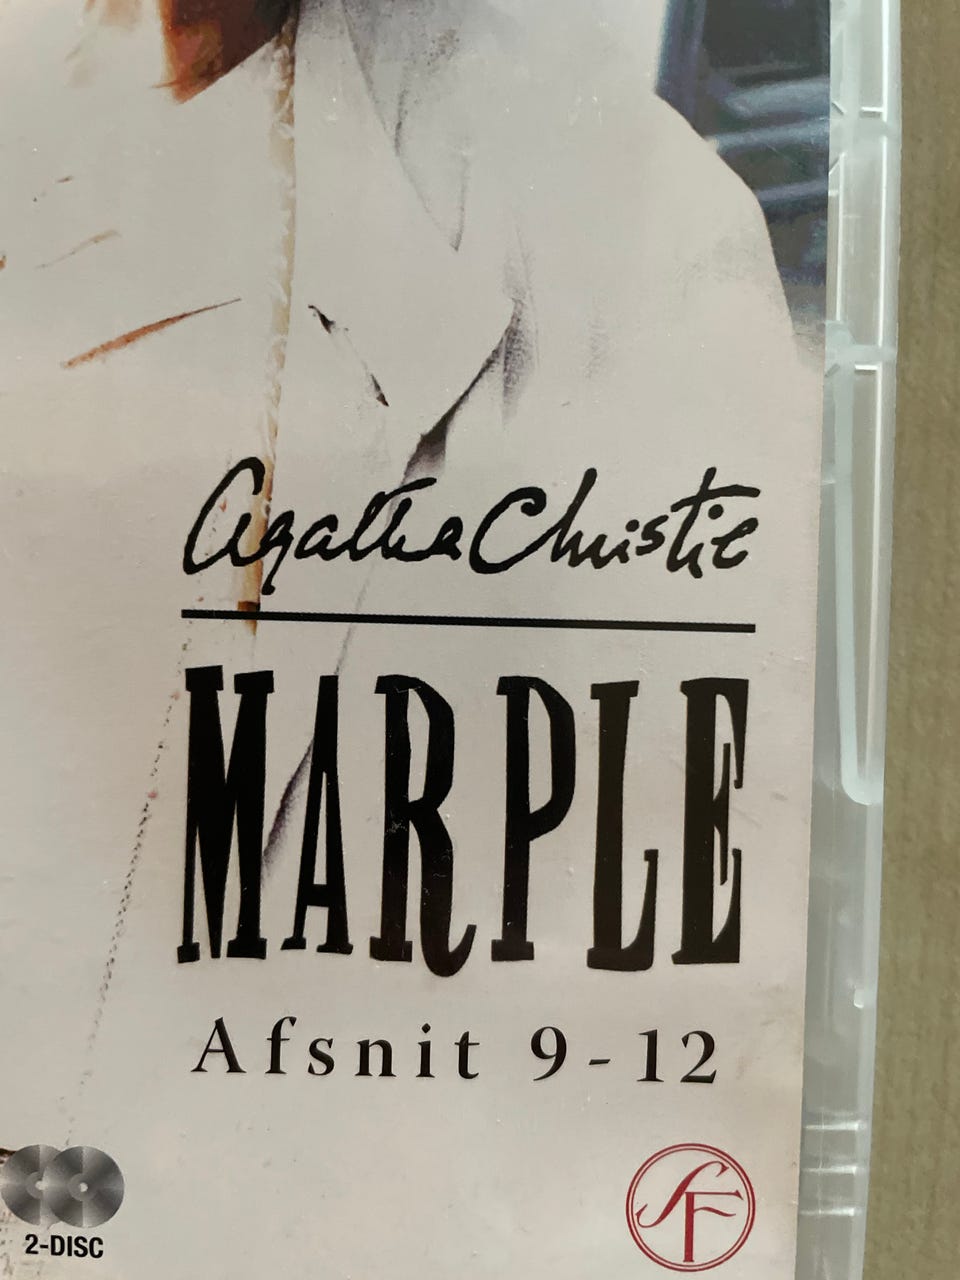 Agatha Christie
MARPLE
Afsnit 9-12
2-DISC
SF